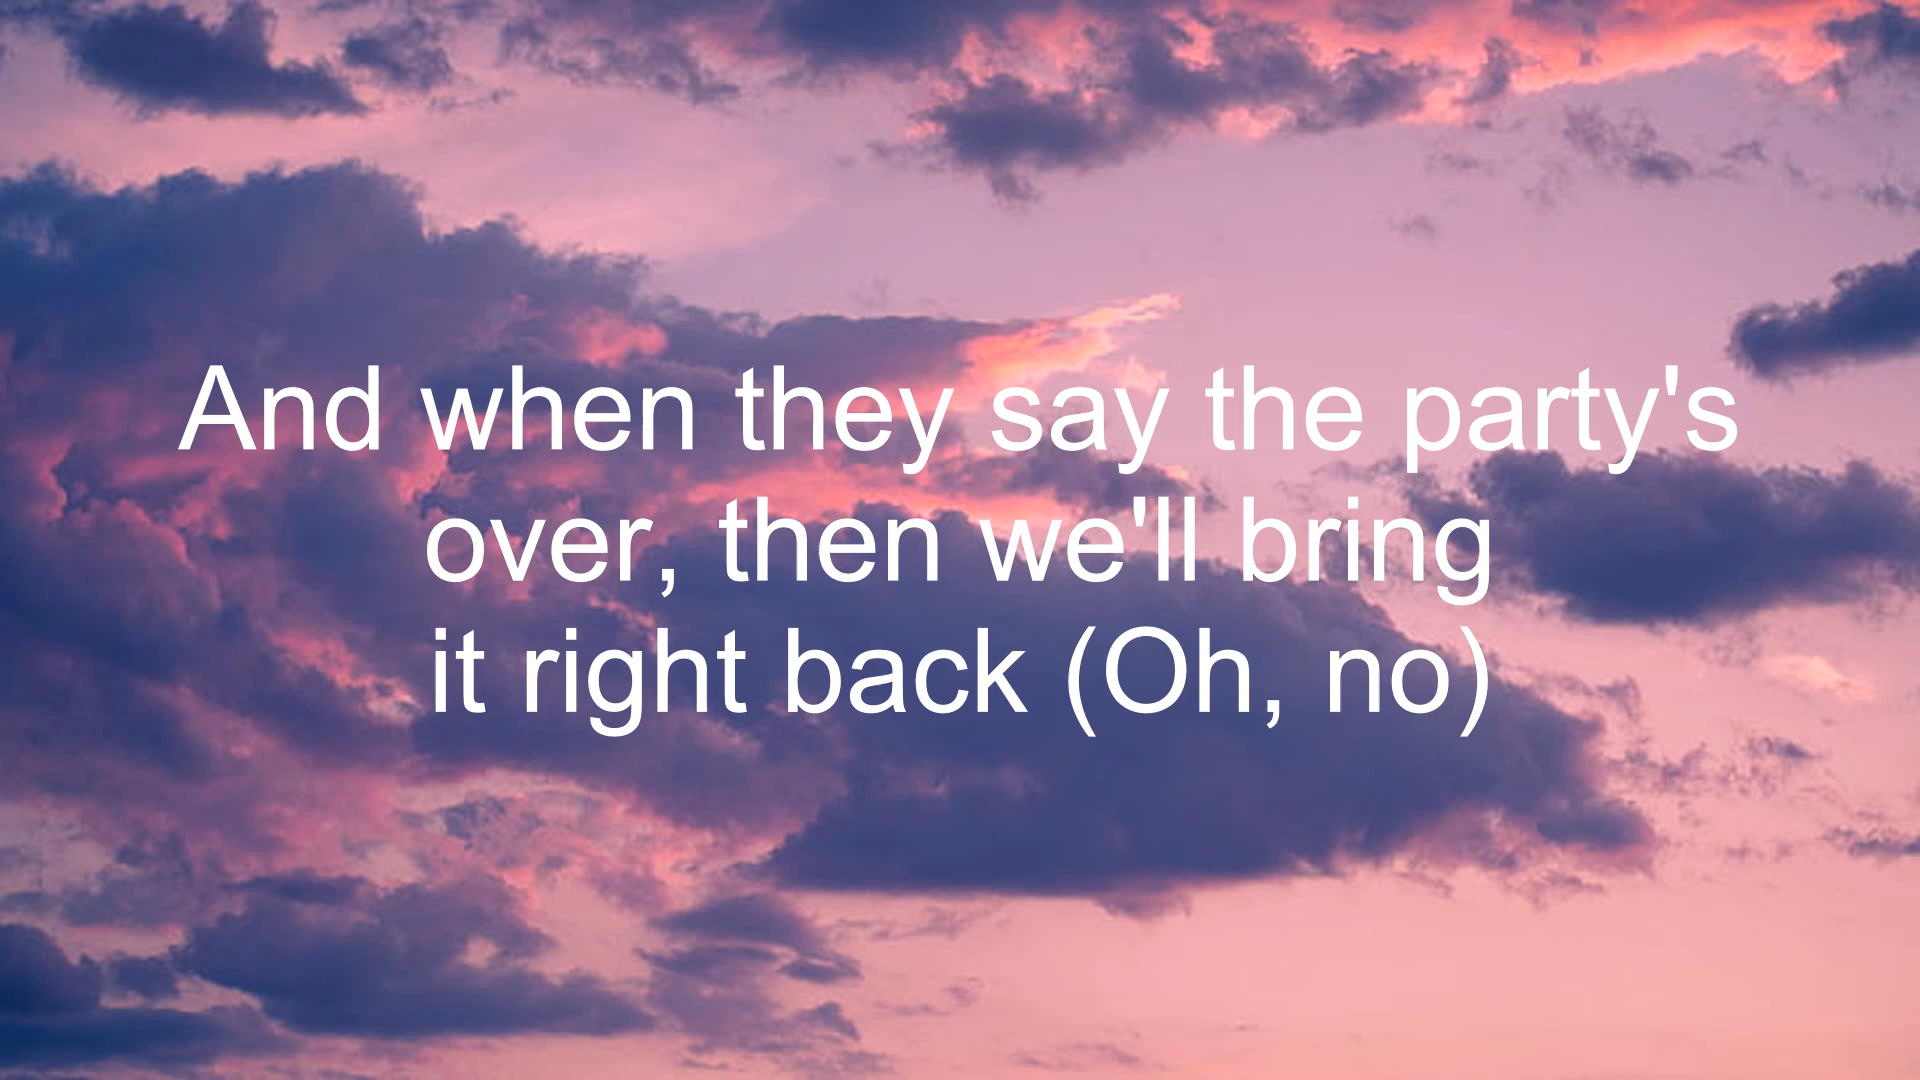 And when they say the party's
over, then we'll bring
it right back (Oh, no)